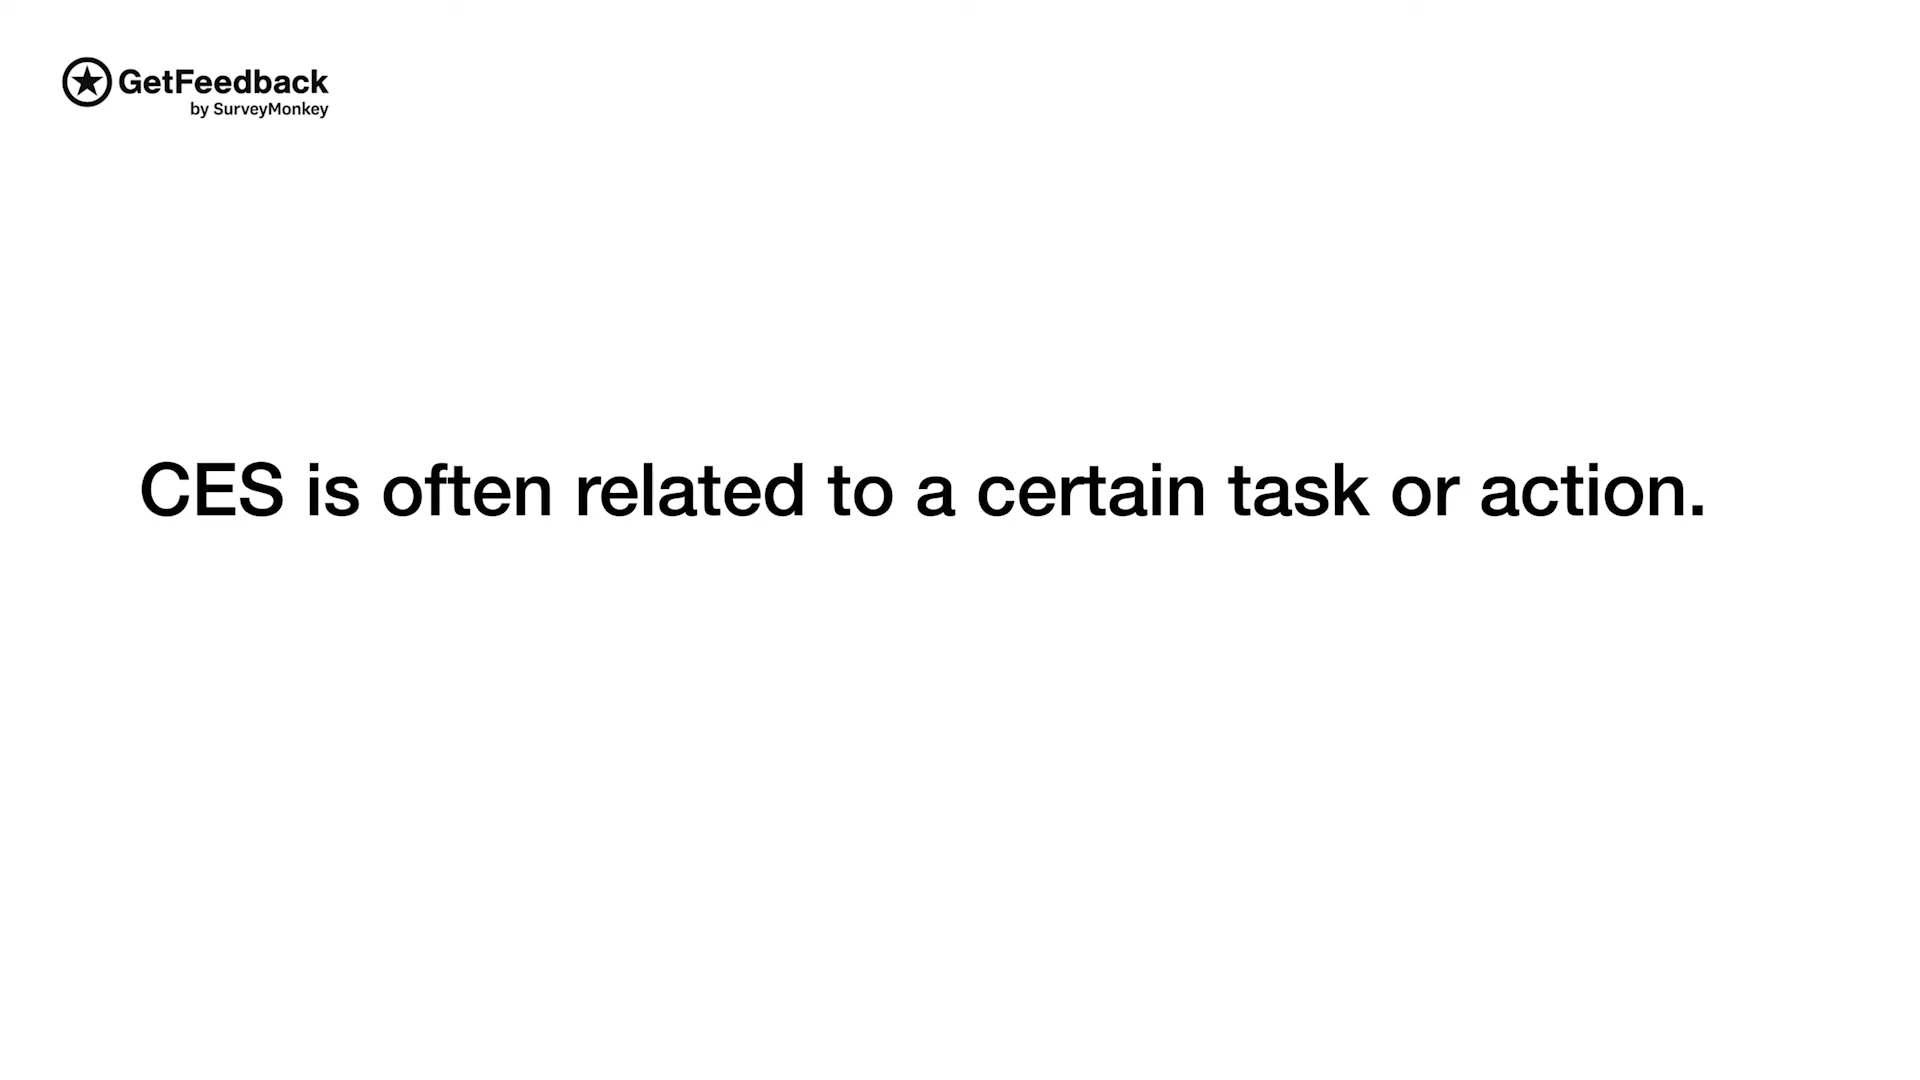 GetFeedback
by SurveyMonkey
CES is often related to a certain task or action.